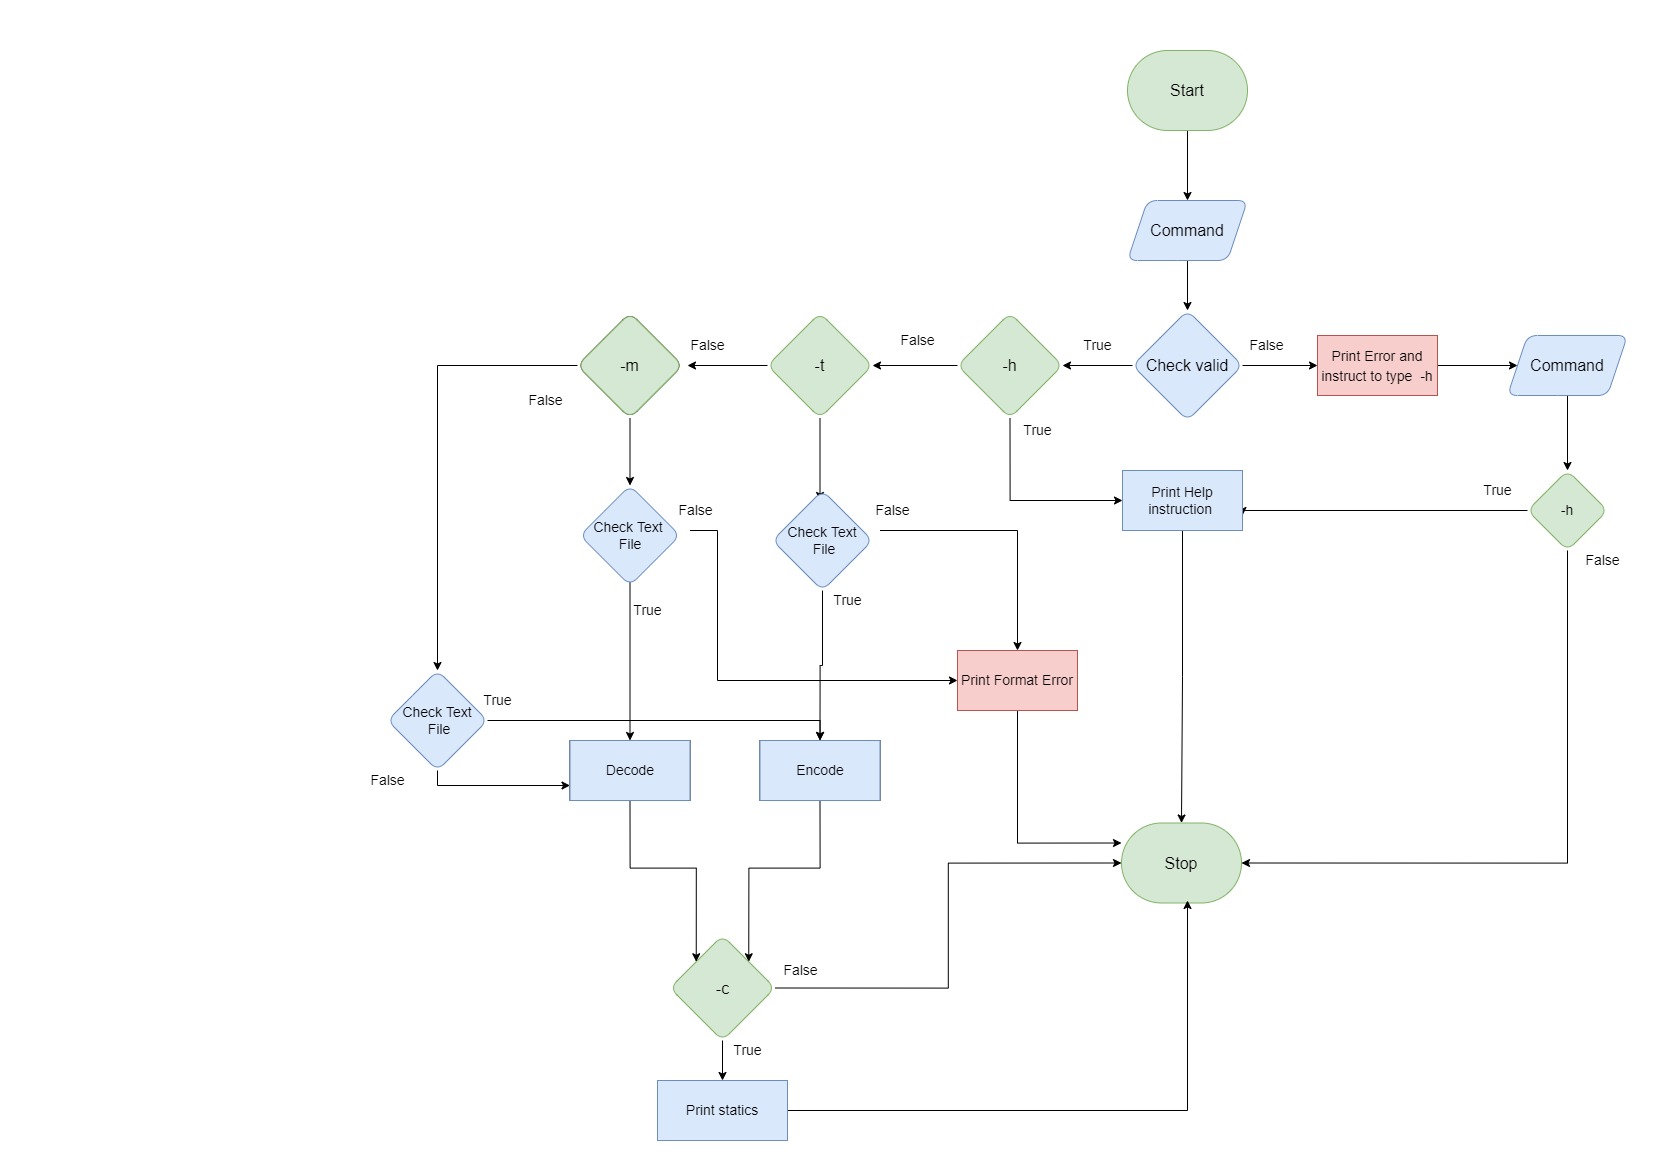 Start
Command
-m
False
-t
False
-h
True
Check valid
False
Print Error and
instruct to type -h
Command
False
True
Print Help
instruction
True
-h
False
Check Text
File
False
Check Text
File
False
True
True
Print Format Error
Check Text
File
True
False
Decode
Encode
Stop
-c
False
True
Print statics